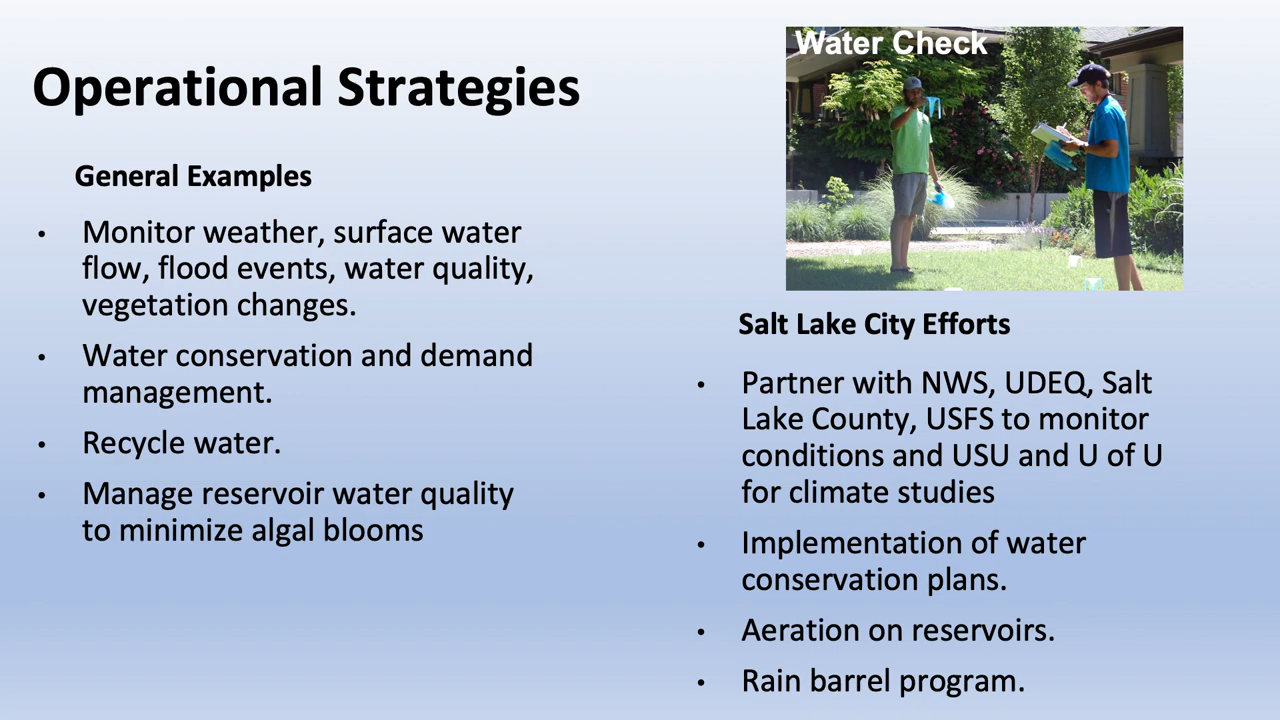 Operational Strategies
General Examples
• Monitor weather, surface water
flow, flood events, water quality,
vegetation changes.
• Water conservation and demand
management.
• Recycle water.
• Manage reservoir water quality
to minimize algal blooms
Water Check
Salt Lake City Efforts
• Partner with NWS, UDEQ, Salt
Lake County, USFS to monitor
conditions and USU and U of U
for climate studies
• Implementation of water
conservation plans.
• Aeration on reservoirs.
• Rain barrel program.